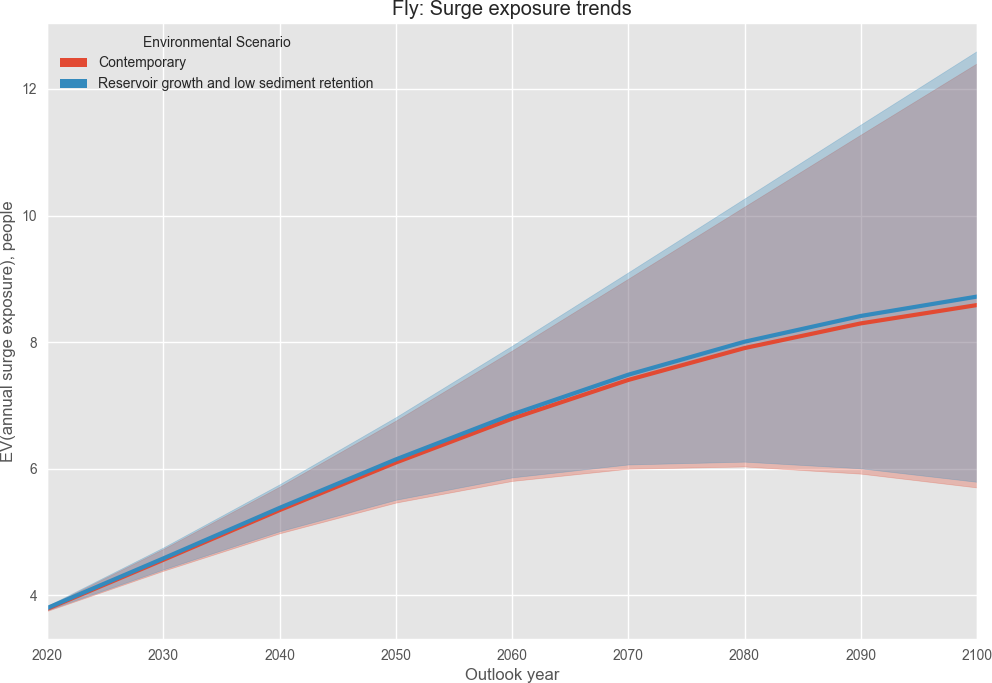 Fly: Surge exposure trends
Environmental Scenario
Contemporary
Reservoir growth and low sediment retention
EV(annual surge exposure), people
12
10
8
6
4
2020 2030 2040 2050 2060 2070 2080 2090 2100
Outlook year